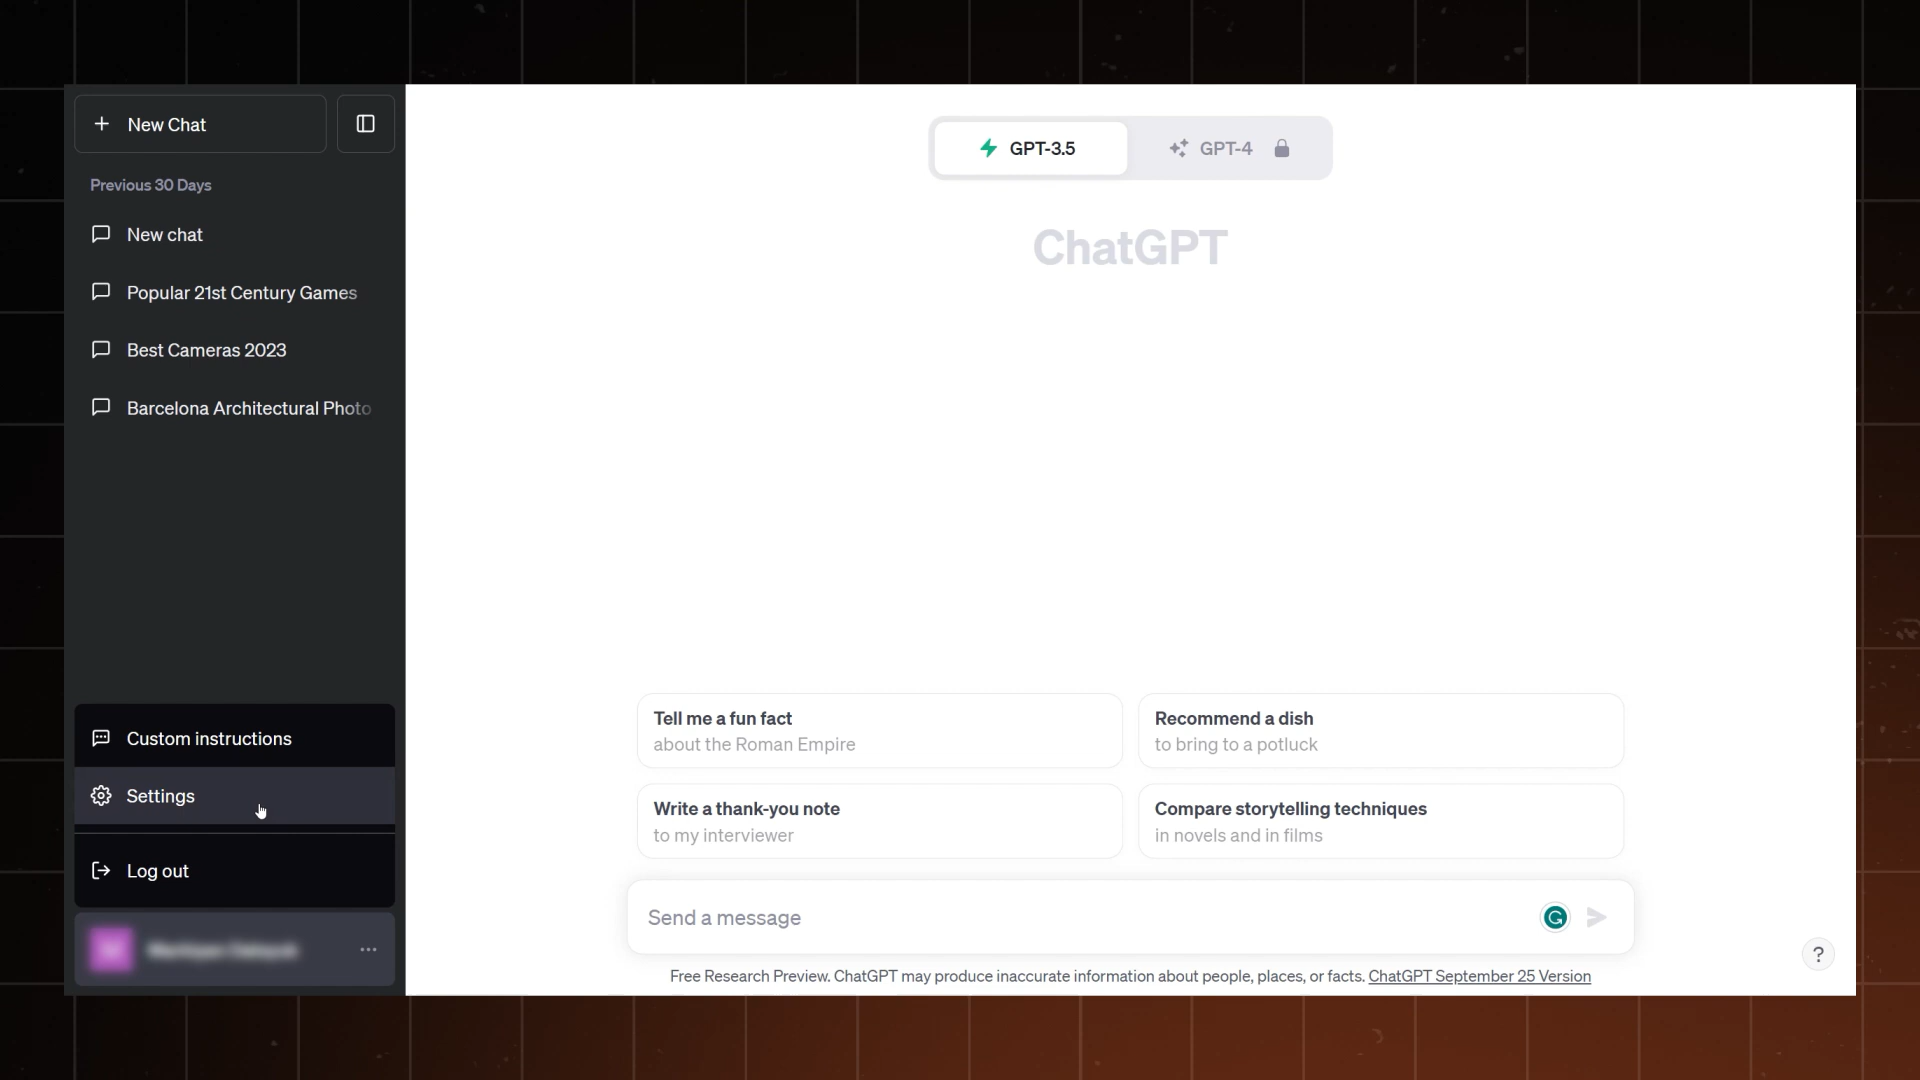 New Chat
Previous 30 Days
New chat
Popular 21st Century Games
Best Cameras 2023
Barcelona Architectural Photo
Custom instructions
Settings
Log out
GPT-3.5
GPT-4
ChatGPT
Tell me a fun fact
about the Roman Empire
Recommend a dish
to bring to a potluck
Write a thank-you note
to my interviewer
Compare storytelling techniques
in novels and in films
Send a message
Free Research Preview. ChatGPT may produce inaccurate information about people, places, or facts. ChatGPT September 25 Version
?